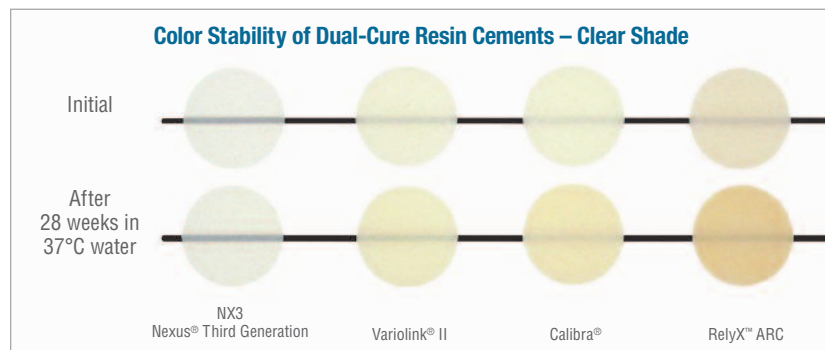 Color Stability of Dual-Cure Resin Cements – Clear Shade
Initial
After
28 weeks in
37°C water
NX3
Nexus® Third Generation
Variolink® II
Calibra®
RelyX™ ARC